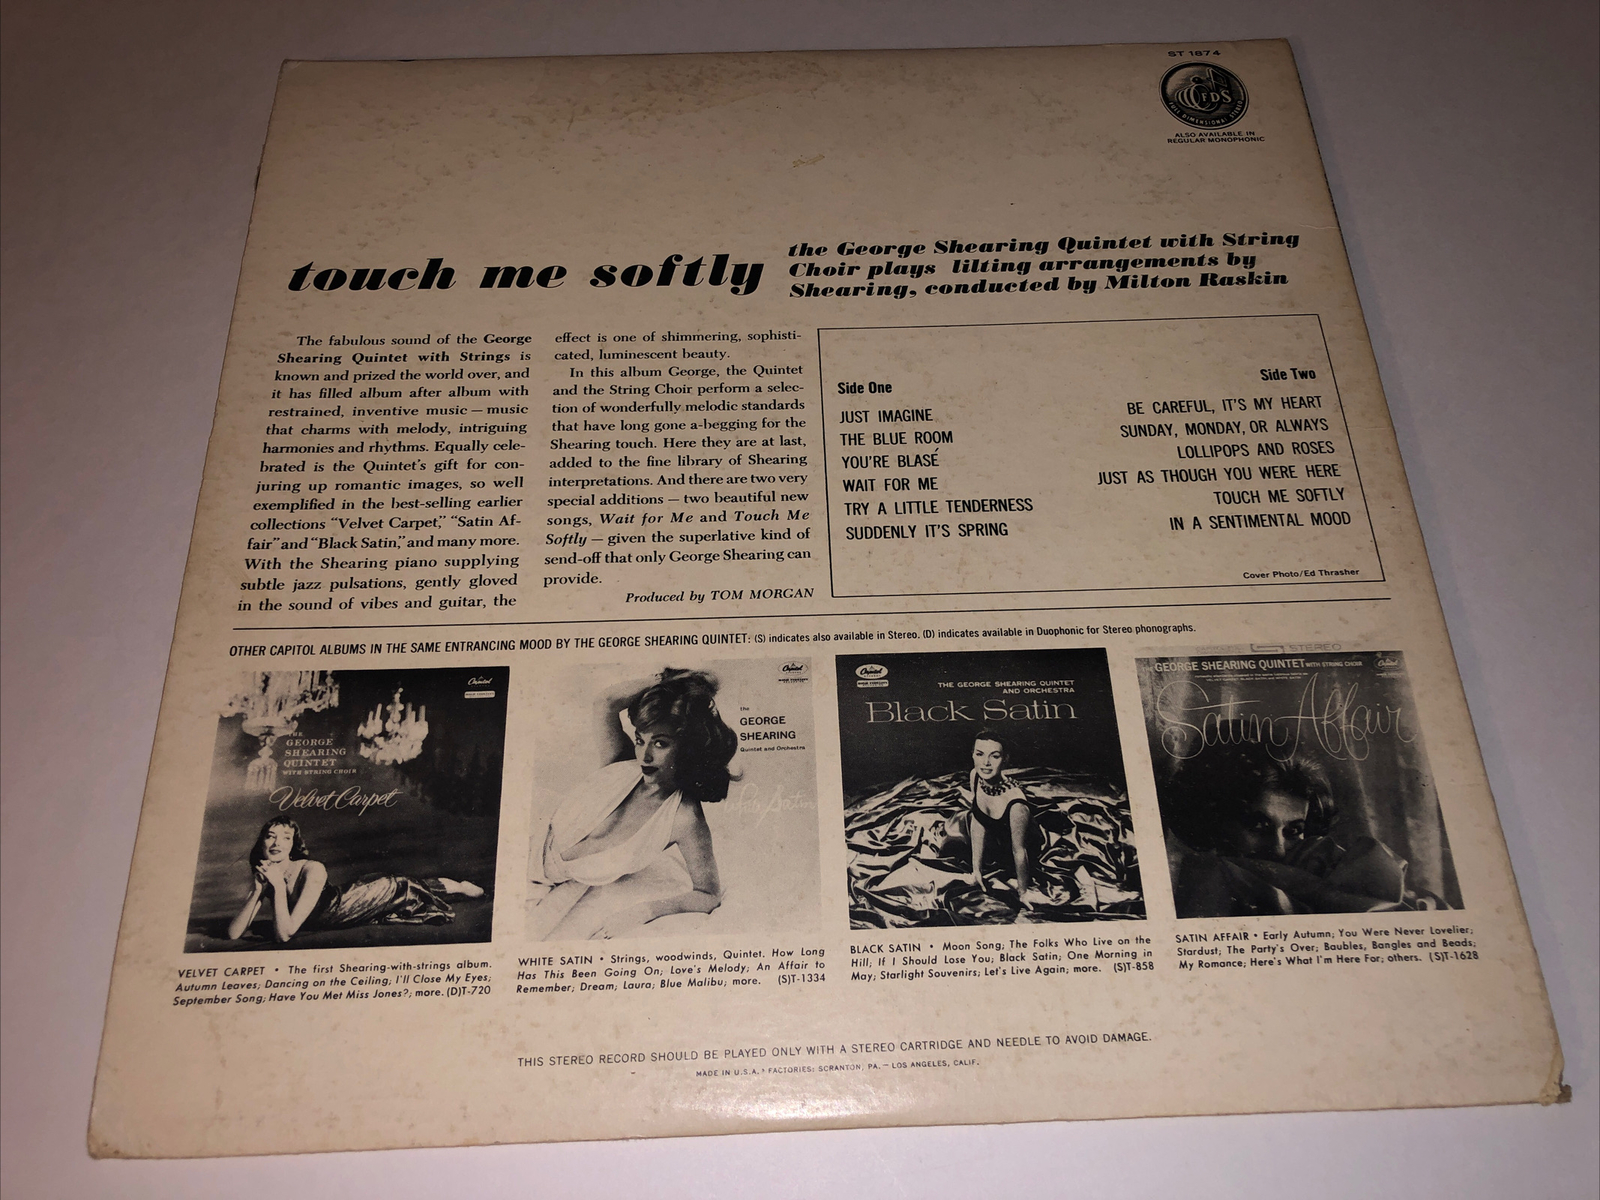 ST 1874
FDS
FULL DIMENSIONAL STEREO
ALSO AVAILABLE IN
REGULAR MONOPHONIC
touch me softly
the George Shearing Quintet with String
Choir plays lilting arrangements by
Shearing, conducted by Milton Raskin
The fabulous sound of the George
Shearing Quintet with Strings is
known and prized the world over, and
it has filled album after album with
restrained, inventive music — music
that charms with melody, intriguing
harmonies and rhythms. Equally cele-
brated is the Quintet's gift for con-
juring up romantic images, so well
exemplified in the best-selling earlier
collections "Velvet Carpet," "Satin Af-
fair" and "Black Satin," and many more.
With the Shearing piano supplying
subtle jazz pulsations, gently gloved
in the sound of vibes and guitar, the
effect is one of shimmering, sophisti-
cated, luminescent beauty.
In this album George, the Quintet
and the String Choir perform a selec-
tion of wonderfully melodic standards
that have long gone a-begging for the
Shearing touch. Here they are at last,
added to the fine library of Shearing
interpretations. And there are two very
special additions — two beautiful new
songs, Wait for Me and Touch Me
Softly — given the superlative kind of
send-off that only George Shearing can
provide.
Produced by TOM MORGAN
Side One
JUST IMAGINE
THE BLUE ROOM
YOU'RE BLASÉ
WAIT FOR ME
TRY A LITTLE TENDERNESS
SUDDENLY IT'S SPRING
Side Two
BE CAREFUL, IT'S MY HEART
SUNDAY, MONDAY, OR ALWAYS
LOLLIPOPS AND ROSES
JUST AS THOUGH YOU WERE HERE
TOUCH ME SOFTLY
IN A SENTIMENTAL MOOD
Cover Photo/Ed Thrasher
OTHER CAPITOL ALBUMS IN THE SAME ENTRANCING MOOD BY THE GEORGE SHEARING QUINTET: (S) indicates also available in Stereo. (D) indicates available in Duophonic for Stereo phonographs.
Capitol
THE
GEORGE
SHEARING
QUINTET
WITH STRING CHOIR
Velvet Carpet
VELVET CARPET • The first Shearing-with-strings album.
Autumn Leaves; Dancing on the Ceiling; I'll Close My Eyes;
September Song; Have You Met Miss Jones?; more. (D)T-720
Capitol
the
GEORGE
SHEARING
Quintet and Orchestra
White Satin
WHITE SATIN • Strings, woodwinds, Quintet. How Long
Has This Been Going On; Love's Melody; An Affair to
Remember; Dream; Laura; Blue Malibu; more. (S)T-1334
Capitol
THE GEORGE SHEARING QUINTET
AND ORCHESTRA
Black Satin
BLACK SATIN • Moon Song; The Folks Who Live on the
Hill; If I Should Lose You; Black Satin; One Morning in
May; Starlight Souvenirs; Let's Live Again; more. (S)T-858
STEREO
THE GEORGE SHEARING QUINTET WITH STRING CHOIR
Capitol
Satin Affair
SATIN AFFAIR • Early Autumn; You Were Never Lovelier;
Stardust; The Party's Over; Baubles, Bangles and Beads;
My Romance; Here's What I'm Here For; others. (S)T-1628
THIS STEREO RECORD SHOULD BE PLAYED ONLY WITH A STEREO CARTRIDGE AND NEEDLE TO AVOID DAMAGE.
MADE IN U.S.A. • FACTORIES: SCRANTON, PA. — LOS ANGELES, CALIF.